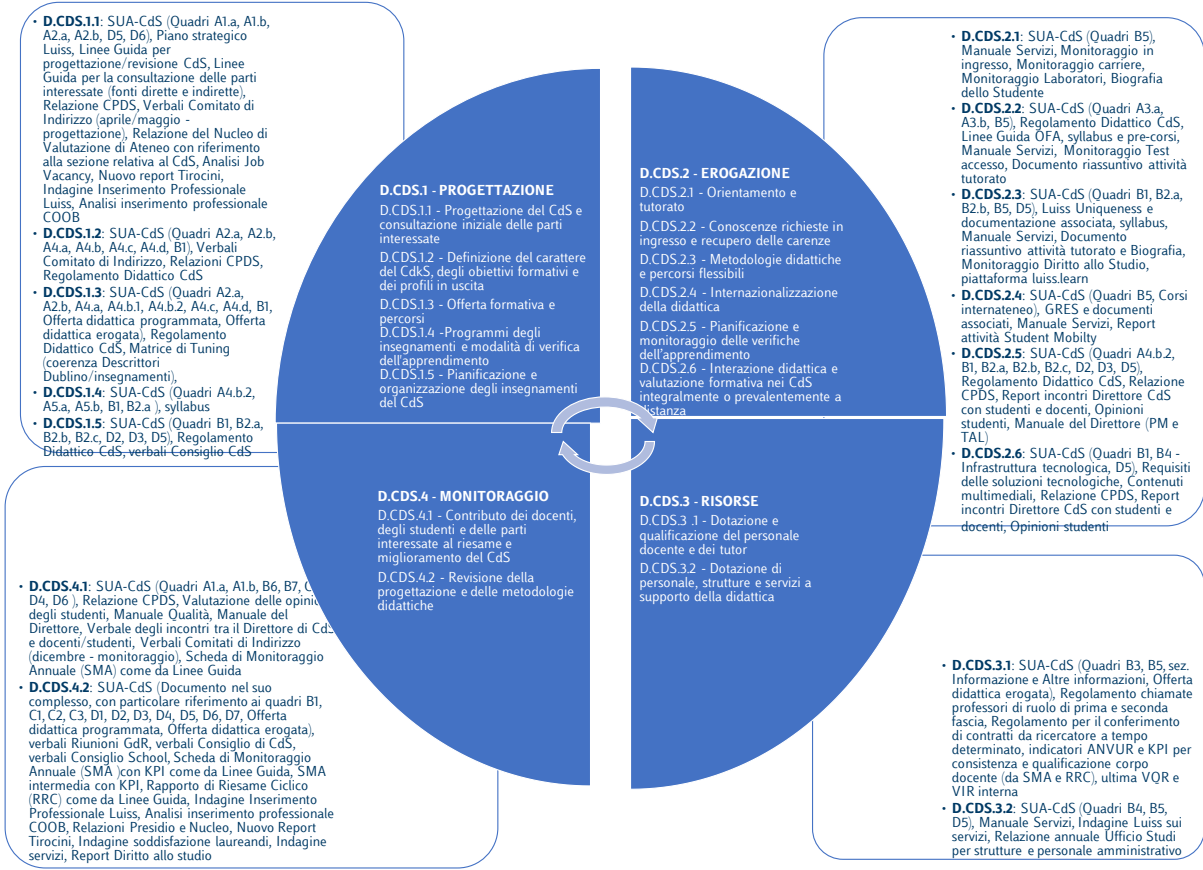 • D.CDS.1.1: SUA-CdS (Quadri A1.a, A1.b,
A2.a, A2.b, D5, D6), Piano strategico
Luiss, Linee Guida per
progettazione/revisione CdS, Linee
Guida per la consultazione delle parti
interessate (fonti dirette e indirette),
Relazione CPDS, Verbali Comitato di
Indirizzo (aprile/maggio -
progettazione), Relazione del Nucleo di
Valutazione di Ateneo con riferimento
alla sezione relativa al CdS, Analisi Job
Vacancy, Nuovo report Tirocini,
Indagine Inserimento Professionale
Luiss, Analisi inserimento professionale
COOB
• D.CDS.1.2: SUA-CdS (Quadri A2.a, A2.b,
A4.a, A4.b, A4.c, A4.d, B1), Verbali
Comitato di Indirizzo, Relazioni CPDS,
Regolamento Didattico CdS
• D.CDS.1.3: SUA-CdS (Quadri A2.a,
A2.b, A4.a, A4.b.1, A4.b.2, A4.c, A4.d, B1,
Offerta didattica programmata, Offerta
didattica erogata), Regolamento
Didattico CdS, Matrice di Tuning
(coerenza Descrittori
Dublino/insegnamenti),
• D.CDS.1.4: SUA-CdS (Quadri A4.b.2,
A5.a, A5.b, B1, B2.a ), syllabus
• D.CDS.1.5: SUA-CdS (Quadri B1, B2.a,
B2.b, B2.c, D2, D3, D5), Regolamento
Didattico CdS, verbali Consiglio CdS
D.CDS.1 - PROGETTAZIONE
D.CDS.1.1 - Progettazione del CdS e
consultazione iniziale delle parti
interessate
D.CDS.1.2 - Definizione del carattere
del CdkS, degli obiettivi formativi e
dei profili in uscita
D.CDS.1.3 - Offerta formativa e
percorsi
D.CDS.1.4 -Programmi degli
insegnamenti e modalità di verifica
dell'apprendimento
D.CDS.1.5 - Pianificazione e
organizzazione degli insegnamenti
del CdS
D.CDS.2 - EROGAZIONE
D.CDS.2.1 - Orientamento e
tutorato
D.CDS.2.2 - Conoscenze richieste in
ingresso e recupero delle carenze
D.CDS.2.3 - Metodologie didattiche
e percorsi flessibili
D.CDS.2.4 - Internazionalizzazione
della didattica
D.CDS.2.5 - Pianificazione e
monitoraggio delle verifiche
dell'apprendimento
D.CDS.2.6 - Interazione didattica e
valutazione formativa nei CdS
integralmente o prevalentemente a
distanza
• D.CDS.2.1: SUA-CdS (Quadri B5),
Manuale Servizi, Monitoraggio in
ingresso, Monitoraggio carriere,
Monitoraggio Laboratori, Biografia
dello Studente
• D.CDS.2.2: SUA-CdS (Quadri A3.a,
A3.b, B5), Regolamento Didattico CdS,
Linee Guida OFA, syllabus e pre-corsi,
Manuale Servizi, Monitoraggio Test
accesso, Documento riassuntivo attività
tutorato
• D.CDS.2.3: SUA-CdS (Quadri B1, B2.a,
B2.b, B5, D5), Luiss Uniqueness e
documentazione associata, syllabus,
Manuale Servizi, Documento
riassuntivo attività tutorato e Biografia,
Monitoraggio Diritto allo Studio,
piattaforma luiss.learn
• D.CDS.2.4: SUA-CdS (Quadri B5, Corsi
internateneo), GRES e documenti
associati, Manuale Servizi, Report
attività Student Mobilty
• D.CDS.2.5: SUA-CdS (Quadri A4.b.2,
B1, B2.a, B2.b, B2.c, D2, D3, D5),
Regolamento Didattico CdS, Relazione
CPDS, Report incontri Direttore CdS
con studenti e docenti, Opinioni
studenti, Manuale del Direttore (PM e
TAL)
• D.CDS.2.6: SUA-CdS (Quadri B1, B4 -
Infrastruttura tecnologica, D5), Requisiti
delle soluzioni tecnologiche, Contenuti
multimediali, Relazione CPDS, Report
incontri Direttore CdS con studenti e
docenti, Opinioni studenti
D.CDS.4 - MONITORAGGIO
D.CDS.4.1 - Contributo dei docenti,
degli studenti e delle parti
interessate al riesame e
miglioramento del CdS
D.CDS.4.2 - Revisione della
progettazione e delle metodologie
didattiche
D.CDS.3 - RISORSE
D.CDS.3 .1 - Dotazione e
qualificazione del personale
docente e dei tutor
D.CDS.3.2 - Dotazione di
personale, strutture e servizi a
supporto della didattica
• D.CDS.4.1: SUA-CdS (Quadri A1.a, A1.b, B6, B7,
D4, D6 ), Relazione CPDS, Valutazione delle
degli studenti, Manuale Qualità, Manuale del
Direttore, Verbale degli incontri tra il Direttore di CdS
e docenti/studenti, Verbali Comitati di Indirizzo
(dicembre - monitoraggio), Scheda di Monitoraggio
Annuale (SMA) come da Linee Guida
• D.CDS.4.2: SUA-CdS (Documento nel suo
complesso, con particolare riferimento ai quadri B1,
C1, C2, C3, D1, D2, D3, D4, D5, D6, D7, Offerta
didattica programmata, Offerta didattica erogata),
verbali Riunioni GdR, verbali Consiglio di CdS,
verbali Consiglio School, Scheda di Monitoraggio
Annuale (SMA )con KPI come da Linee Guida, SMA
intermedia con KPI, Rapporto di Riesame Ciclico
(RRC) come da Linee Guida, Indagine Inserimento
Professionale Luiss, Analisi inserimento professionale
COOB, Relazioni Presidio e Nucleo, Nuovo Report
Tirocini, Indagine soddisfazione laureandi, Indagine
servizi, Report Diritto allo studio
• D.CDS.3.1: SUA-CdS (Quadri B3, B5, sez.
Informazione e Altre informazioni, Offerta
didattica erogata), Regolamento chiamate
professori di ruolo di prima e seconda
fascia, Regolamento per il conferimento
di contratti da ricercatore a tempo
determinato, indicatori ANVUR e KPI per
consistenza e qualificazione corpo
docente (da SMA e RRC), ultima VQR e
VIR interna
• D.CDS.3.2: SUA-CdS (Quadri B4, B5,
D5), Manuale Servizi, Indagine Luiss sui
servizi, Relazione annuale Ufficio Studi
per strutture e personale amministrativo